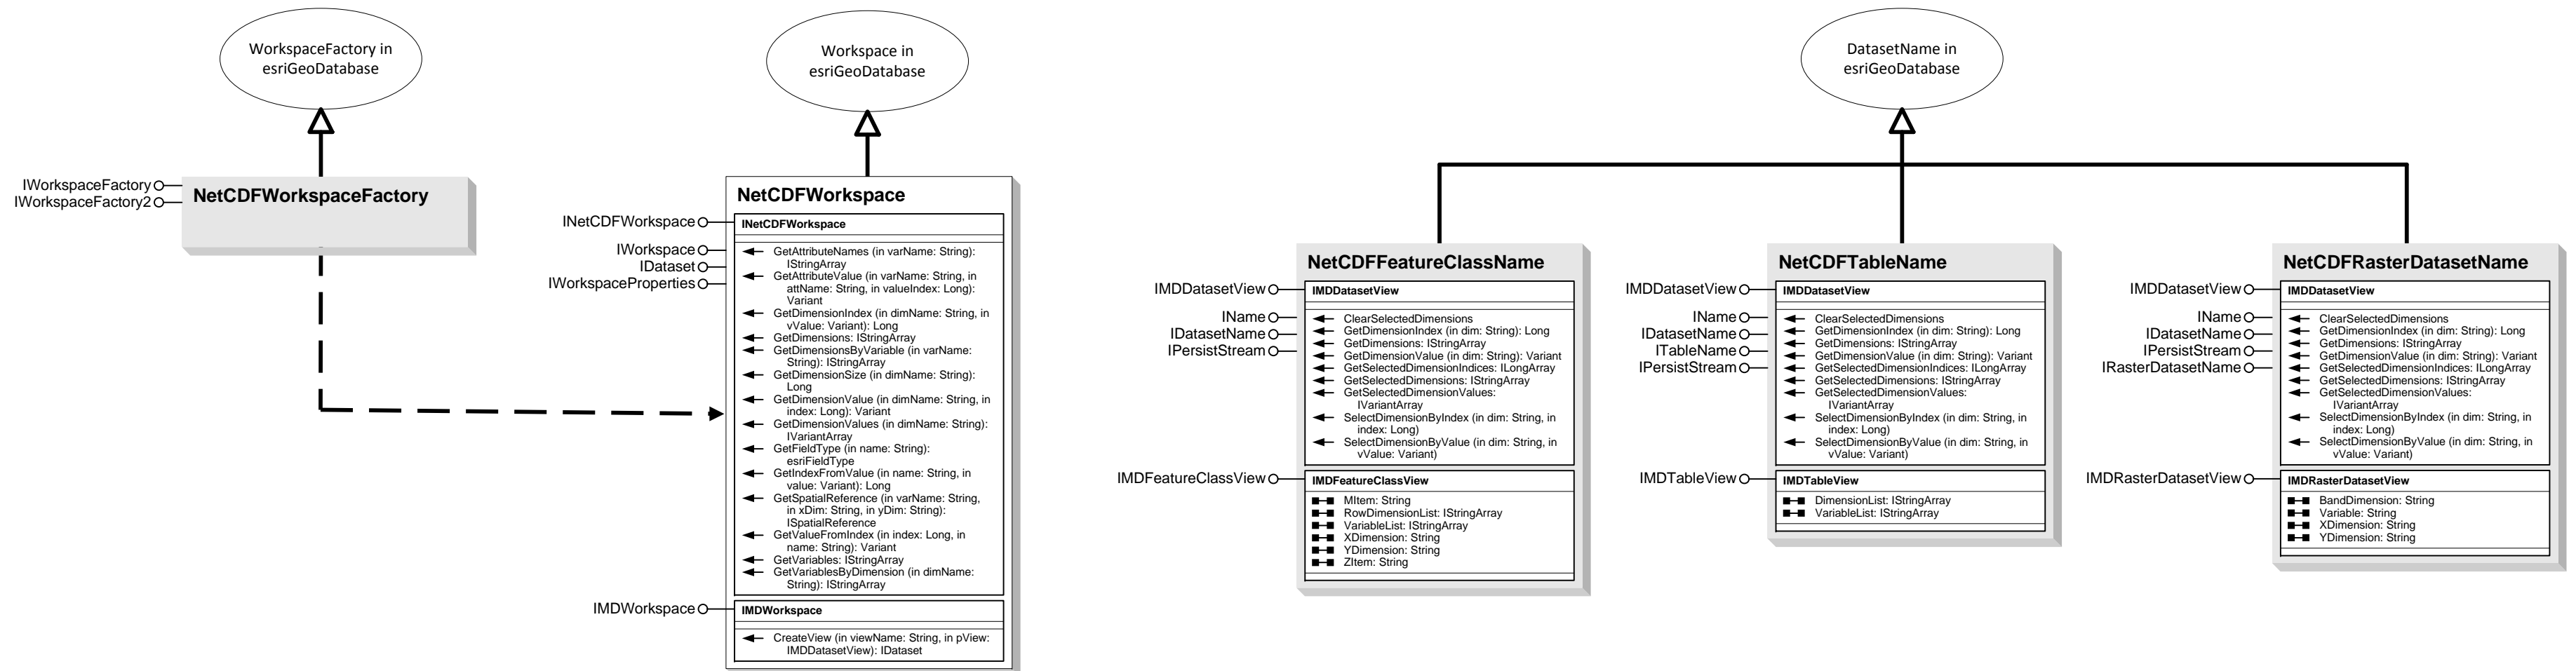 WorkspaceFactory in
esriGeoDatabase
IWorkspaceFactory
IWorkspaceFactory2
NetCDFWorkspaceFactory
Workspace in
esriGeoDatabase
NetCDFWorkspace
INetCDFWorkspace
IWorkspace
IDataset
IWorkspaceProperties
INetCDFWorkspace
GetAttributeNames (in varName: String):
IStringArray
GetAttributeValue (in varName: String, in
attName: String, in valueIndex: Long):
Variant
GetDimensionIndex (in dimName: String, in
vValue: Variant): Long
GetDimensions: IStringArray
GetDimensionsByVariable (in varName:
String): IStringArray
GetDimensionSize (in dimName: String):
Long
GetDimensionValue (in dimName: String, in
index: Long): Variant
GetDimensionValues (in dimName: String):
IVariantArray
GetFieldType (in name: String):
esriFieldType
GetIndexFromValue (in name: String, in
value: Variant): Long
GetSpatialReference (in varName: String,
in xDim: String, in yDim: String):
ISpatialReference
GetValueFromIndex (in index: Long, in
name: String): Variant
GetVariables: IStringArray
GetVariablesByDimension (in dimName:
String): IStringArray
IMDWorkspace
IMDWorkspace
CreateView (in viewName: String, in pView:
IMDDatasetView): IDataset
DatasetName in
esriGeoDatabase
NetCDFFeatureClassName
IMDDatasetView
IName
IDatasetName
IPersistStream
IMDDatasetView
ClearSelectedDimensions
GetDimensionIndex (in dim: String): Long
GetDimensions: IStringArray
GetDimensionValue (in dim: String): Variant
GetSelectedDimensionIndices: ILongArray
GetSelectedDimensions: IStringArray
GetSelectedDimensionValues:
IVariantArray
SelectDimensionByIndex (in dim: String, in
index: Long)
SelectDimensionByValue (in dim: String, in
vValue: Variant)
IMDFeatureClassView
IMDFeatureClassView
MItem: String
RowDimensionList: IStringArray
VariableList: IStringArray
XDimension: String
YDimension: String
ZItem: String
NetCDFTableName
IMDDatasetView
IName
IDatasetName
ITableName
IPersistStream
IMDDatasetView
ClearSelectedDimensions
GetDimensionIndex (in dim: String): Long
GetDimensions: IStringArray
GetDimensionValue (in dim: String): Variant
GetSelectedDimensionIndices: ILongArray
GetSelectedDimensions: IStringArray
GetSelectedDimensionValues:
IVariantArray
SelectDimensionByIndex (in dim: String, in
index: Long)
SelectDimensionByValue (in dim: String, in
vValue: Variant)
IMDTableView
IMDTableView
DimensionList: IStringArray
VariableList: IStringArray
NetCDFRasterDatasetName
IMDDatasetView
IName
IDatasetName
IPersistStream
IRasterDatasetName
IMDDatasetView
ClearSelectedDimensions
GetDimensionIndex (in dim: String): Long
GetDimensions: IStringArray
GetDimensionValue (in dim: String): Variant
GetSelectedDimensionIndices: ILongArray
GetSelectedDimensions: IStringArray
GetSelectedDimensionValues:
IVariantArray
SelectDimensionByIndex (in dim: String, in
index: Long)
SelectDimensionByValue (in dim: String, in
vValue: Variant)
IMDRasterDatasetView
IMDRasterDatasetView
BandDimension: String
Variable: String
XDimension: String
YDimension: String